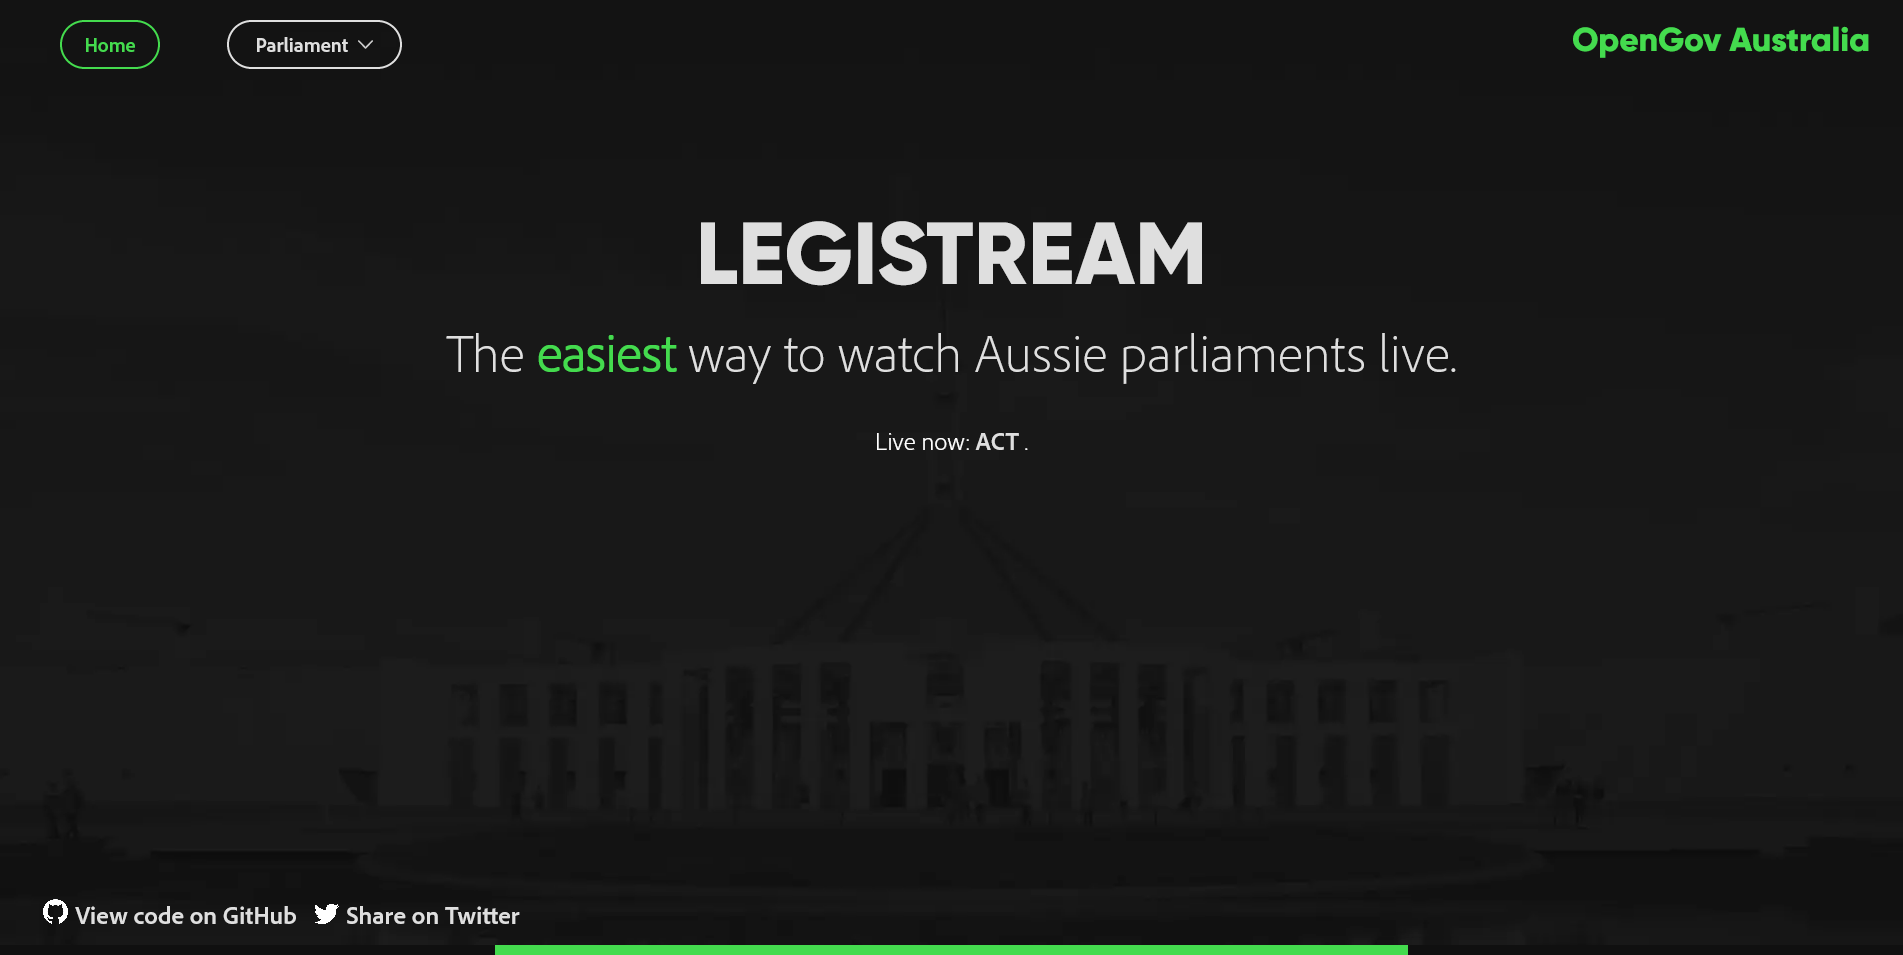 Home
Parliament
OpenGov Australia
LEGISTREAM
The easiest way to watch Aussie parliaments live.
Live now: ACT .
View code on GitHub
Share on Twitter